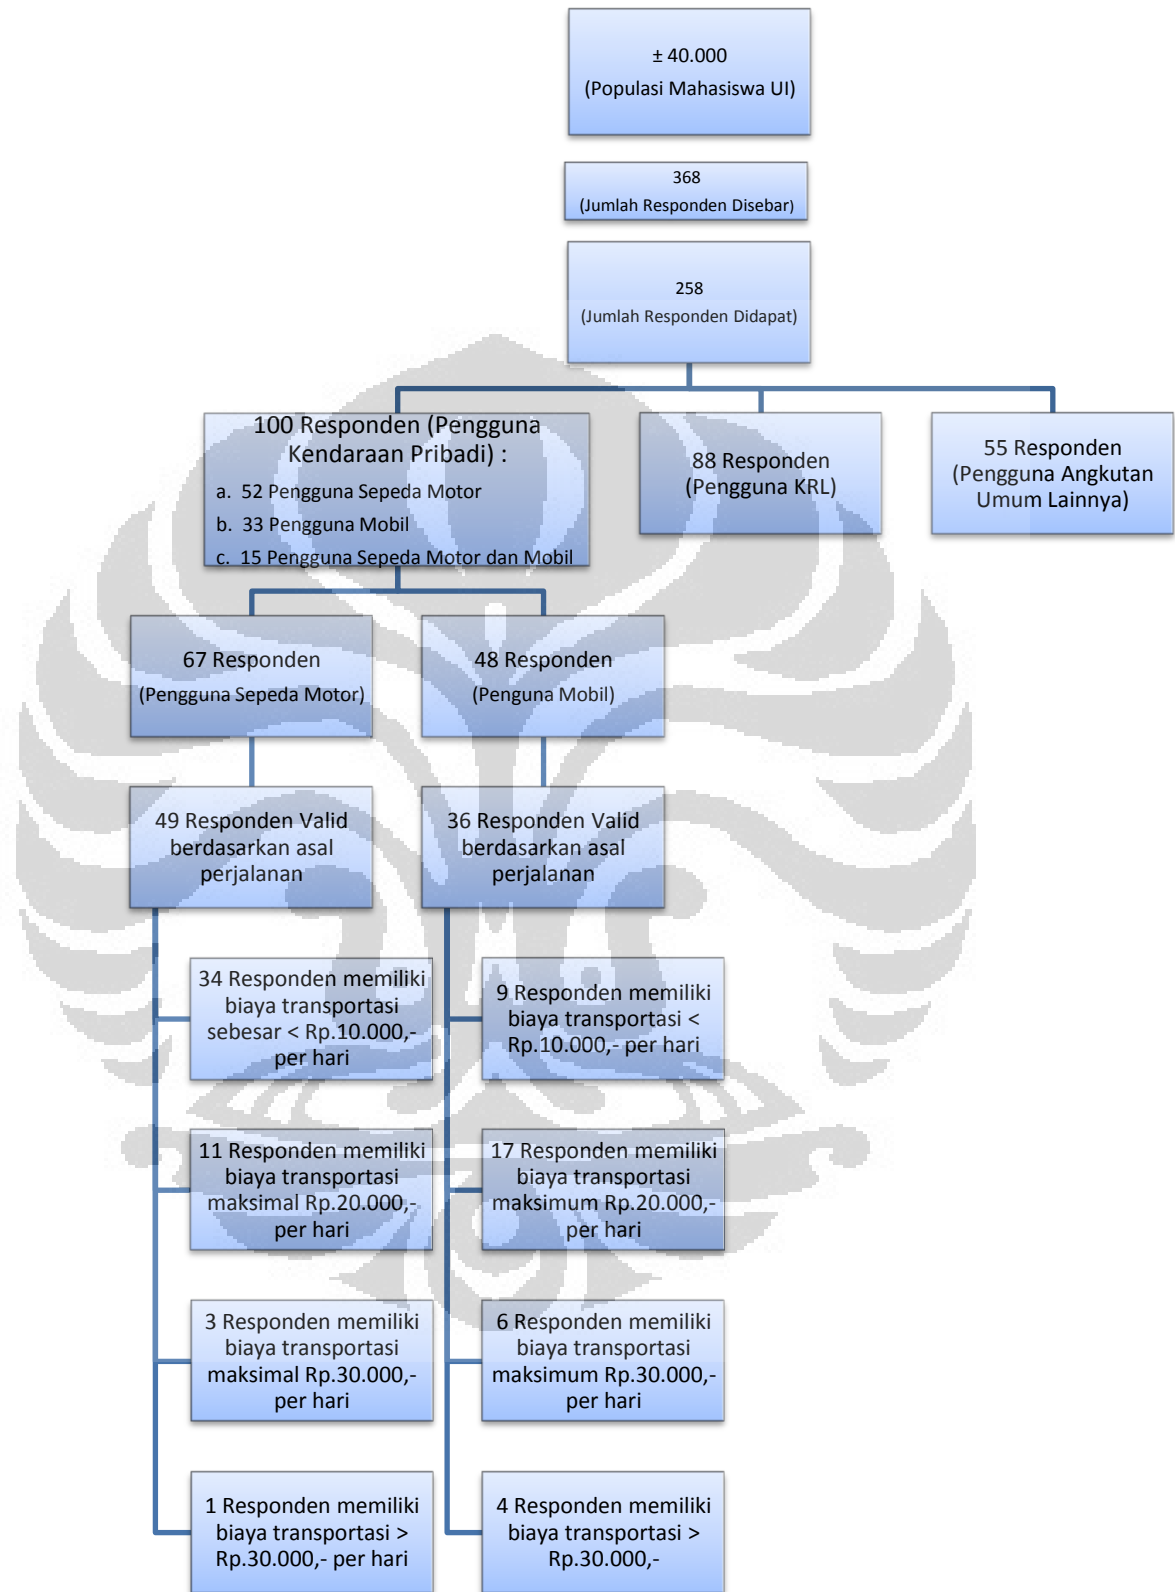 ± 40.000
(Populasi Mahasiswa UI)
368
(Jumlah Responden Disebar)
258
(Jumlah Responden Didapat)
100 Responden (Pengguna
Kendaraan Pribadi) :
a. 52 Pengguna Sepeda Motor
b. 33 Pengguna Mobil
c. 15 Pengguna Sepeda Motor dan Mobil
88 Responden
(Pengguna KRL)
55 Responden
(Pengguna Angkutan
Umum Lainnya)
67 Responden
(Pengguna Sepeda Motor)
48 Responden
(Penguna Mobil)
49 Responden Valid
berdasarkan asal
perjalanan
36 Responden Valid
berdasarkan asal
perjalanan
34 Responden memiliki
biaya transportasi
sebesar < Rp.10.000,-
per hari
9 Responden memiliki
biaya transportasi <
Rp.10.000,- per hari
11 Responden memiliki
biaya transportasi
maksimal Rp.20.000,-
per hari
17 Responden memiliki
biaya transportasi
maksimum Rp.20.000,-
per hari
3 Responden memiliki
biaya transportasi
maksimal Rp.30.000,-
per hari
6 Responden memiliki
biaya transportasi
maksimum Rp.30.000,-
per hari
1 Responden memiliki
biaya transportasi >
Rp.30.000,- per hari
4 Responden memiliki
biaya transportasi >
Rp.30.000,-